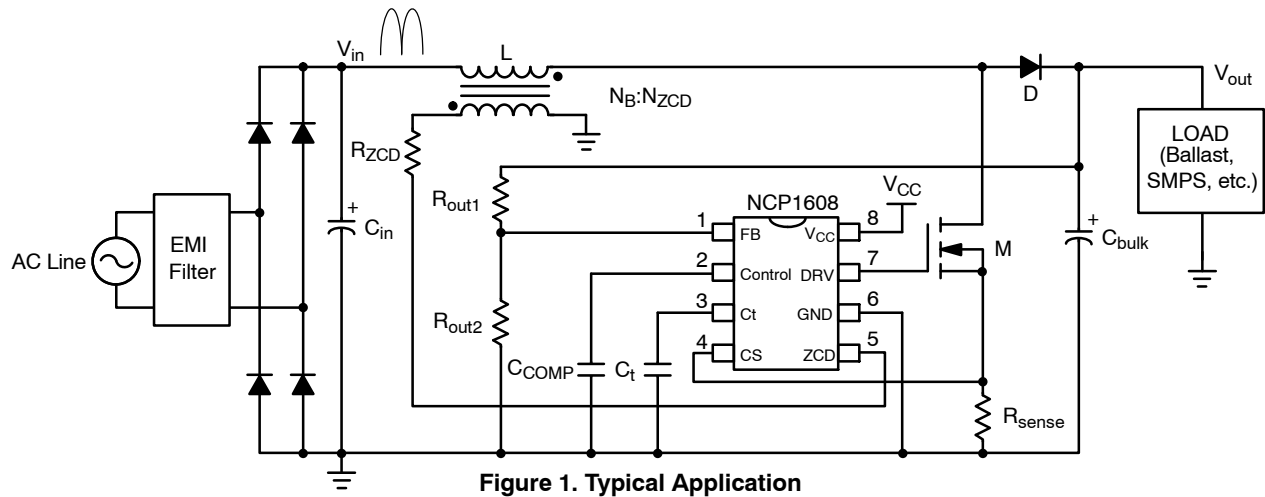 V_in
L
D
V_out
N_B:N_ZCD
LOAD
(Ballast,
SMPS, etc.)
R_ZCD
V_CC
R_out1
NCP1608
1
FB
V_CC
8
+
C_in
+
C_bulk
AC Line
EMI
Filter
2
Control
DRV
7
M
3
Ct
GND
6
R_out2
4
CS
ZCD
5
C_COMP
C_t
R_sense
Figure 1. Typical Application